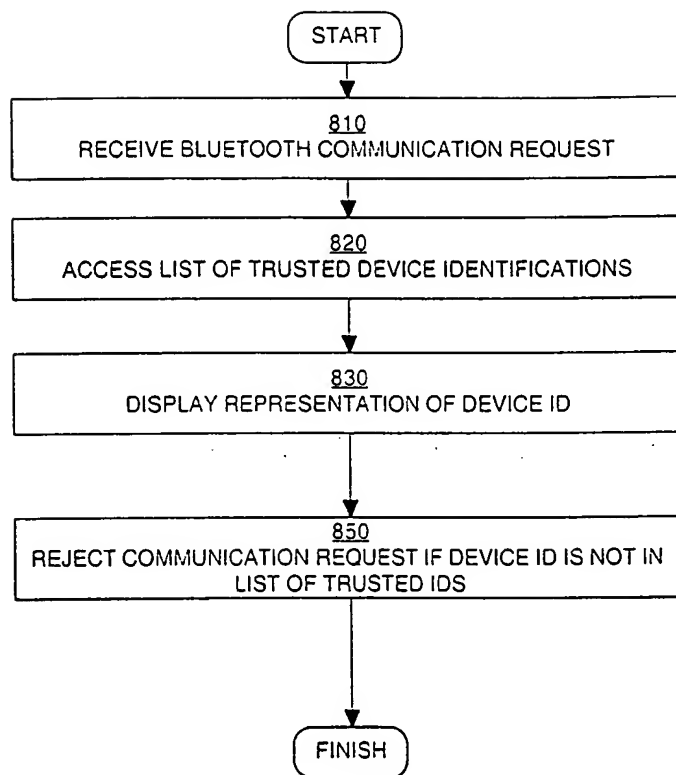 START
810
RECEIVE BLUETOOTH COMMUNICATION REQUEST
820
ACCESS LIST OF TRUSTED DEVICE IDENTIFICATIONS
830
DISPLAY REPRESENTATION OF DEVICE ID
850
REJECT COMMUNICATION REQUEST IF DEVICE ID IS NOT IN
LIST OF TRUSTED IDS
FINISH